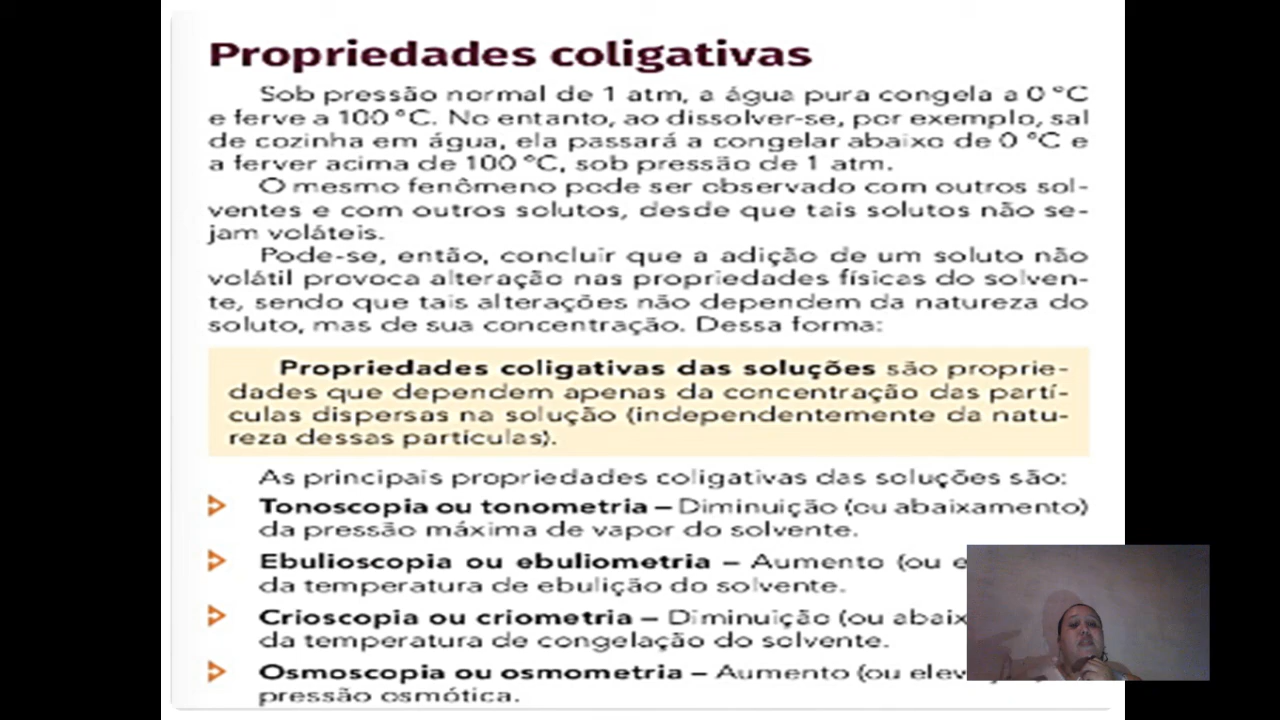 Propriedades coligativas
Sob pressão normal de 1 atm, a água pura congela a 0 °C
e ferve a 100 °C. No entanto, ao dissolver-se, por exemplo, sal
de cozinha em água, ela passará a congelar abaixo de 0 °C e
a ferver acima de 100 °C, sob pressão de 1 atm.
O mesmo fenômeno pode ser observado com outros sol-
ventes e com outros solutos, desde que tais solutos não se-
jam voláteis.
Pode-se, então, concluir que a adição de um soluto não
volátil provoca alteração nas propriedades físicas do solven-
te, sendo que tais alterações não dependem da natureza do
soluto, mas de sua concentração. Dessa forma:
Propriedades coligativas das soluções são proprie-
dades que dependem apenas da concentração das partí-
culas dispersas na solução (independentemente da natu-
reza dessas partículas).
As principais propriedades coligativas das soluções são:
Tonoscopia ou tonometria – Diminuição (ou abaixamento)
da pressão máxima de vapor do solvente.
Ebulioscopia ou ebuliometria – Aumento (ou
da temperatura de ebulição do solvente.
Crioscopia ou criometria – Diminuição (ou
da temperatura de congelação do solvente.
Osmoscopia ou osmometria – Aumento (ou
pressão osmótica.